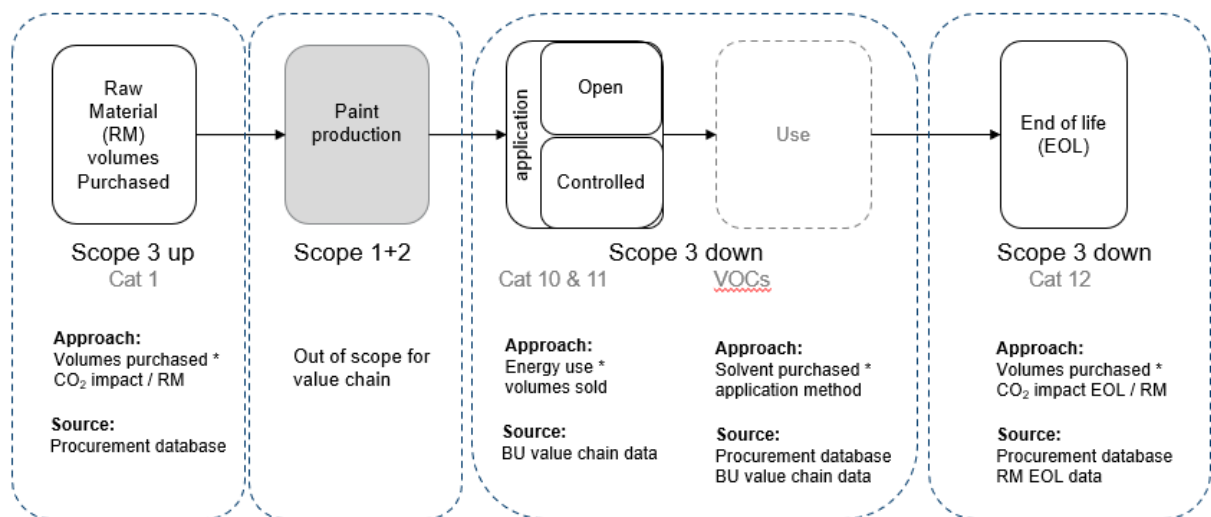 Raw
Material
(RM)
volumes
Purchased
Paint
production
application
Open
Controlled
Use
End of life
(EOL)
Scope 3 up
Cat 1
Scope 1+2
Scope 3 down
Cat 10 & 11
VOCs
Scope 3 down
Cat 12
Approach:
Volumes purchased *
CO₂ impact / RM
Source:
Procurement database
Out of scope for
value chain
Approach:
Energy use *
volumes sold
Source:
BU value chain data
Approach:
Solvent purchased *
application method
Source:
Procurement database
BU value chain data
Approach:
Volumes purchased *
CO₂ impact EOL / RM
Source:
Procurement database
RM EOL data